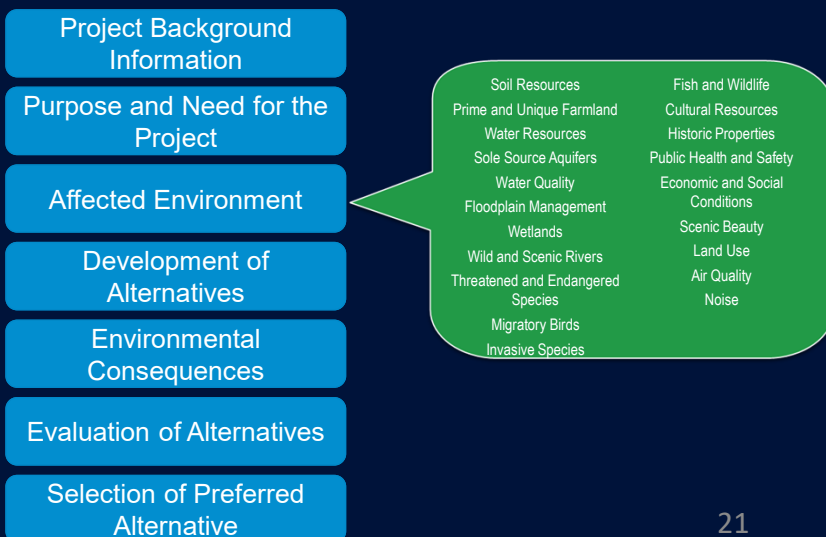 Project Background
Information
Purpose and Need for the
Project
Affected Environment
Development of
Alternatives
Environmental
Consequences
Evaluation of Alternatives
Selection of Preferred
Alternative
Soil Resources
Prime and Unique Farmland
Water Resources
Sole Source Aquifers
Water Quality
Floodplain Management
Wetlands
Wild and Scenic Rivers
Threatened and Endangered
Species
Migratory Birds
Invasive Species
Fish and Wildlife
Cultural Resources
Historic Properties
Public Health and Safety
Economic and Social
Conditions
Scenic Beauty
Land Use
Air Quality
Noise
21